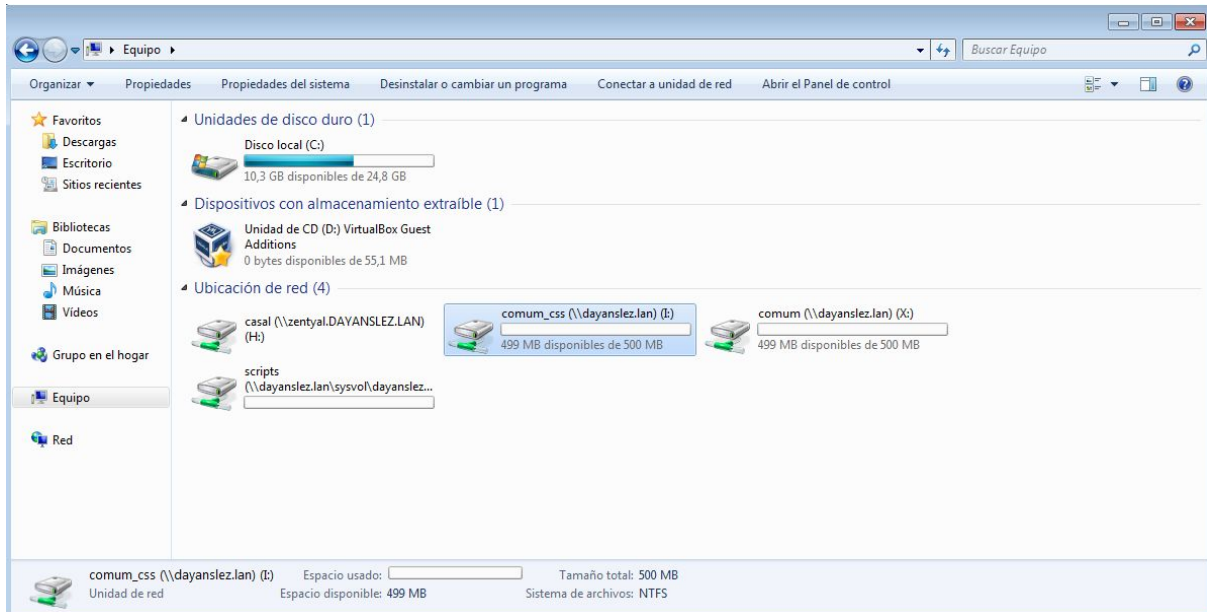 Equipo
Buscar Equipo
Organizar
Propiedades
Propiedades del sistema
Desinstalar o cambiar un programa
Conectar a unidad de red
Abrir el Panel de control
Favoritos
Descargas
Escritorio
Sitios recientes
Bibliotecas
Documentos
Imágenes
Música
Vídeos
Grupo en el hogar
Equipo
Red
Unidades de disco duro (1)
Disco local (C:)
10,3 GB disponibles de 24,8 GB
Dispositivos con almacenamiento extraíble (1)
Unidad de CD (D:) VirtualBox Guest
Additions
0 bytes disponibles de 55,1 MB
Ubicación de red (4)
casal (\\zentyal.DAYANSLEZ.LAN)
(H:)
comum_css (\\dayanslez.lan) (I:)
499 MB disponibles de 500 MB
comum (\\dayanslez.lan) (X:)
499 MB disponibles de 500 MB
scripts
(\\dayanslez.lan\sysvol\dayanslez...
comum_css (\\dayanslez.lan) (I:)
Espacio usado:
Tamaño total: 500 MB
Unidad de red
Espacio disponible: 499 MB
Sistema de archivos: NTFS